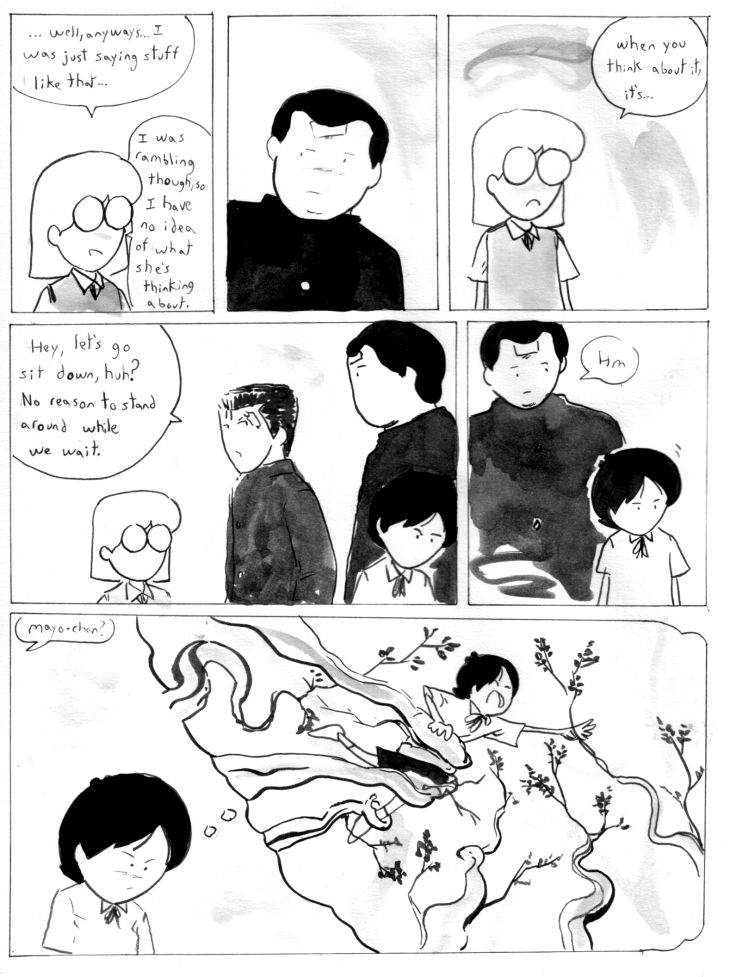 ... well, anyways... I
was just saying stuff
like that...
I was
rambling
though, so
I have
no idea
of what
she's
thinking
about.
when you
think about it,
it's...
Hey, let's go
sit down, huh?
No reason to stand
around while
we wait.
Hm
mayo-chan?